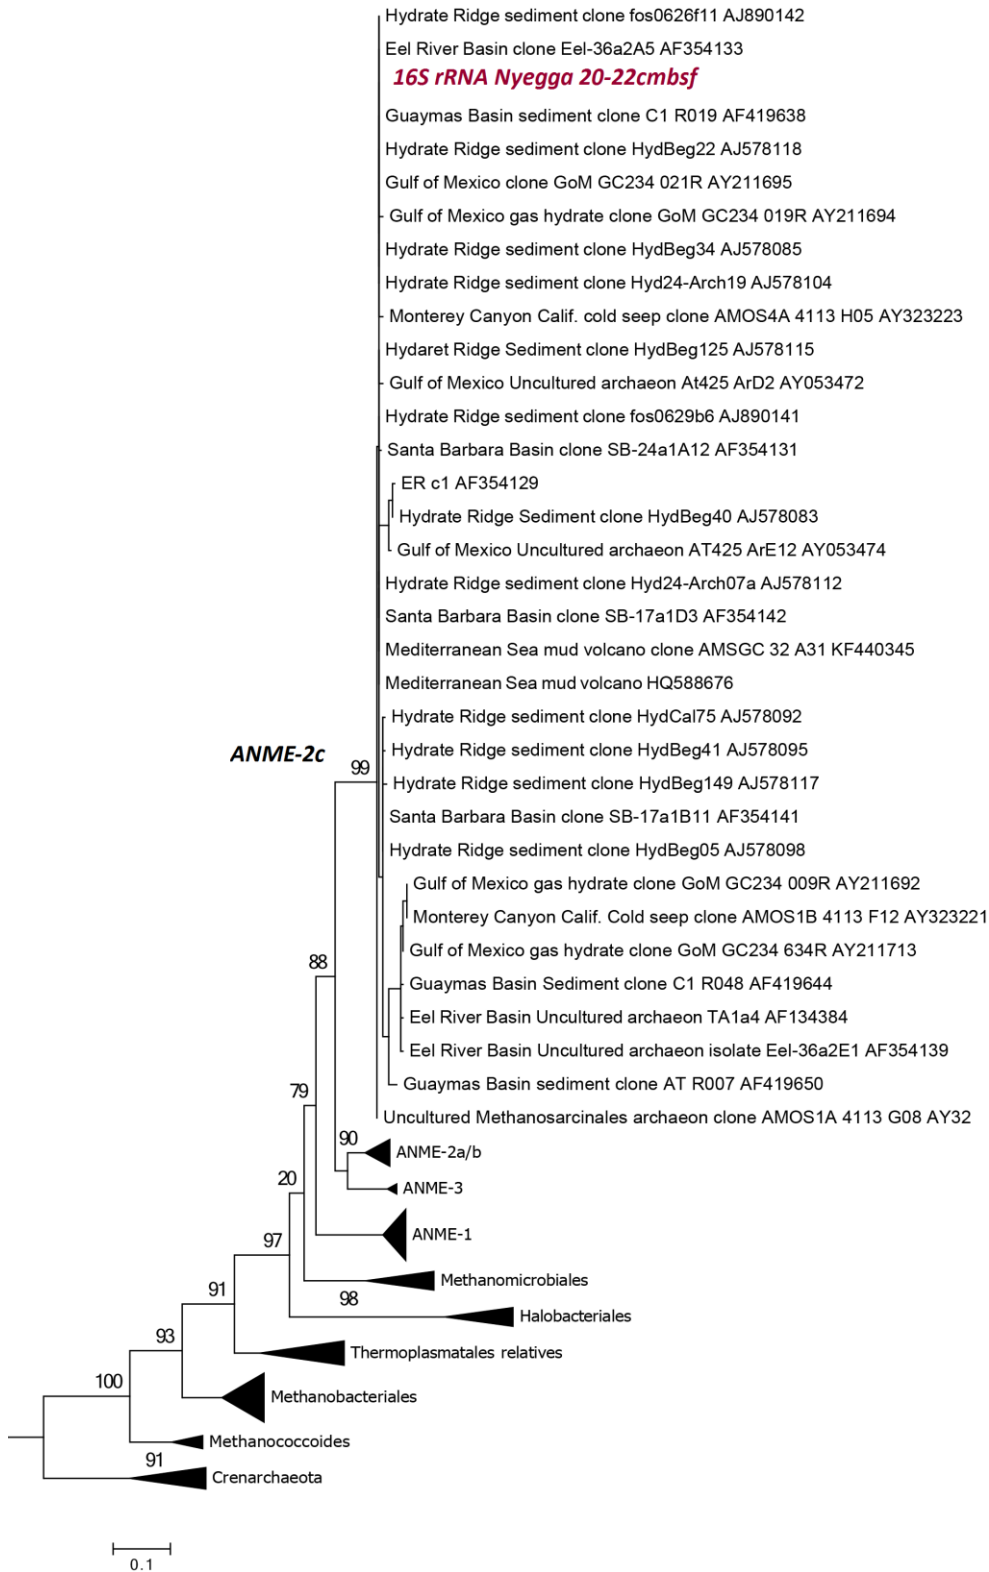 Hydrate Ridge sediment clone fos0626f11 AJ890142
Eel River Basin clone Eel-36a2A5 AF354133
16S rRNA Nyegga 20-22cmbsf
Guaymas Basin sediment clone C1 R019 AF419638
Hydrate Ridge sediment clone HydBeg22 AJ578118
Gulf of Mexico clone GoM GC234 021R AY211695
Gulf of Mexico gas hydrate clone GoM GC234 019R AY211694
Hydrate Ridge sediment clone HydBeg34 AJ578085
Hydrate Ridge sediment clone Hyd24-Arch19 AJ578104
Monterey Canyon Calif. cold seep clone AMOS4A 4113 H05 AY323223
Hydaret Ridge Sediment clone HydBeg125 AJ578115
Gulf of Mexico Uncultured archaeon At425 ArD2 AY053472
Hydrate Ridge sediment clone fos0629b6 AJ890141
Santa Barbara Basin clone SB-24a1A12 AF354131
ER c1 AF354129
Hydrate Ridge Sediment clone HydBeg40 AJ578083
Gulf of Mexico Uncultured archaeon AT425 ArE12 AY053474
Hydrate Ridge sediment clone Hyd24-Arch07a AJ578112
Santa Barbara Basin clone SB-17a1D3 AF354142
Mediterranean Sea mud volcano clone AMSGC 32 A31 KF440345
Mediterranean Sea mud volcano HQ588676
Hydrate Ridge sediment clone HydCal75 AJ578092
ANME-2c
Hydrate Ridge sediment clone HydBeg41 AJ578095
99
Hydrate Ridge sediment clone HydBeg149 AJ578117
Santa Barbara Basin clone SB-17a1B11 AF354141
Hydrate Ridge sediment clone HydBeg05 AJ578098
Gulf of Mexico gas hydrate clone GoM GC234 009R AY211692
Monterey Canyon Calif. Cold seep clone AMOS1B 4113 F12 AY323221
Gulf of Mexico gas hydrate clone GoM GC234 634R AY211713
88
Guaymas Basin Sediment clone C1 R048 AF419644
Eel River Basin Uncultured archaeon TA1a4 AF134384
Eel River Basin Uncultured archaeon isolate Eel-36a2E1 AF354139
Guaymas Basin sediment clone AT R007 AF419650
79
Uncultured Methanosarcinales archaeon clone AMOS1A 4113 G08 AY32
90
ANME-2a/b
20
ANME-3
ANME-1
97
Methanomicrobiales
91
98
Halobacteriales
93
Thermoplasmatales relatives
100
Methanobacteriales
Methanococcoides
91
Crenarchaeota
0.1